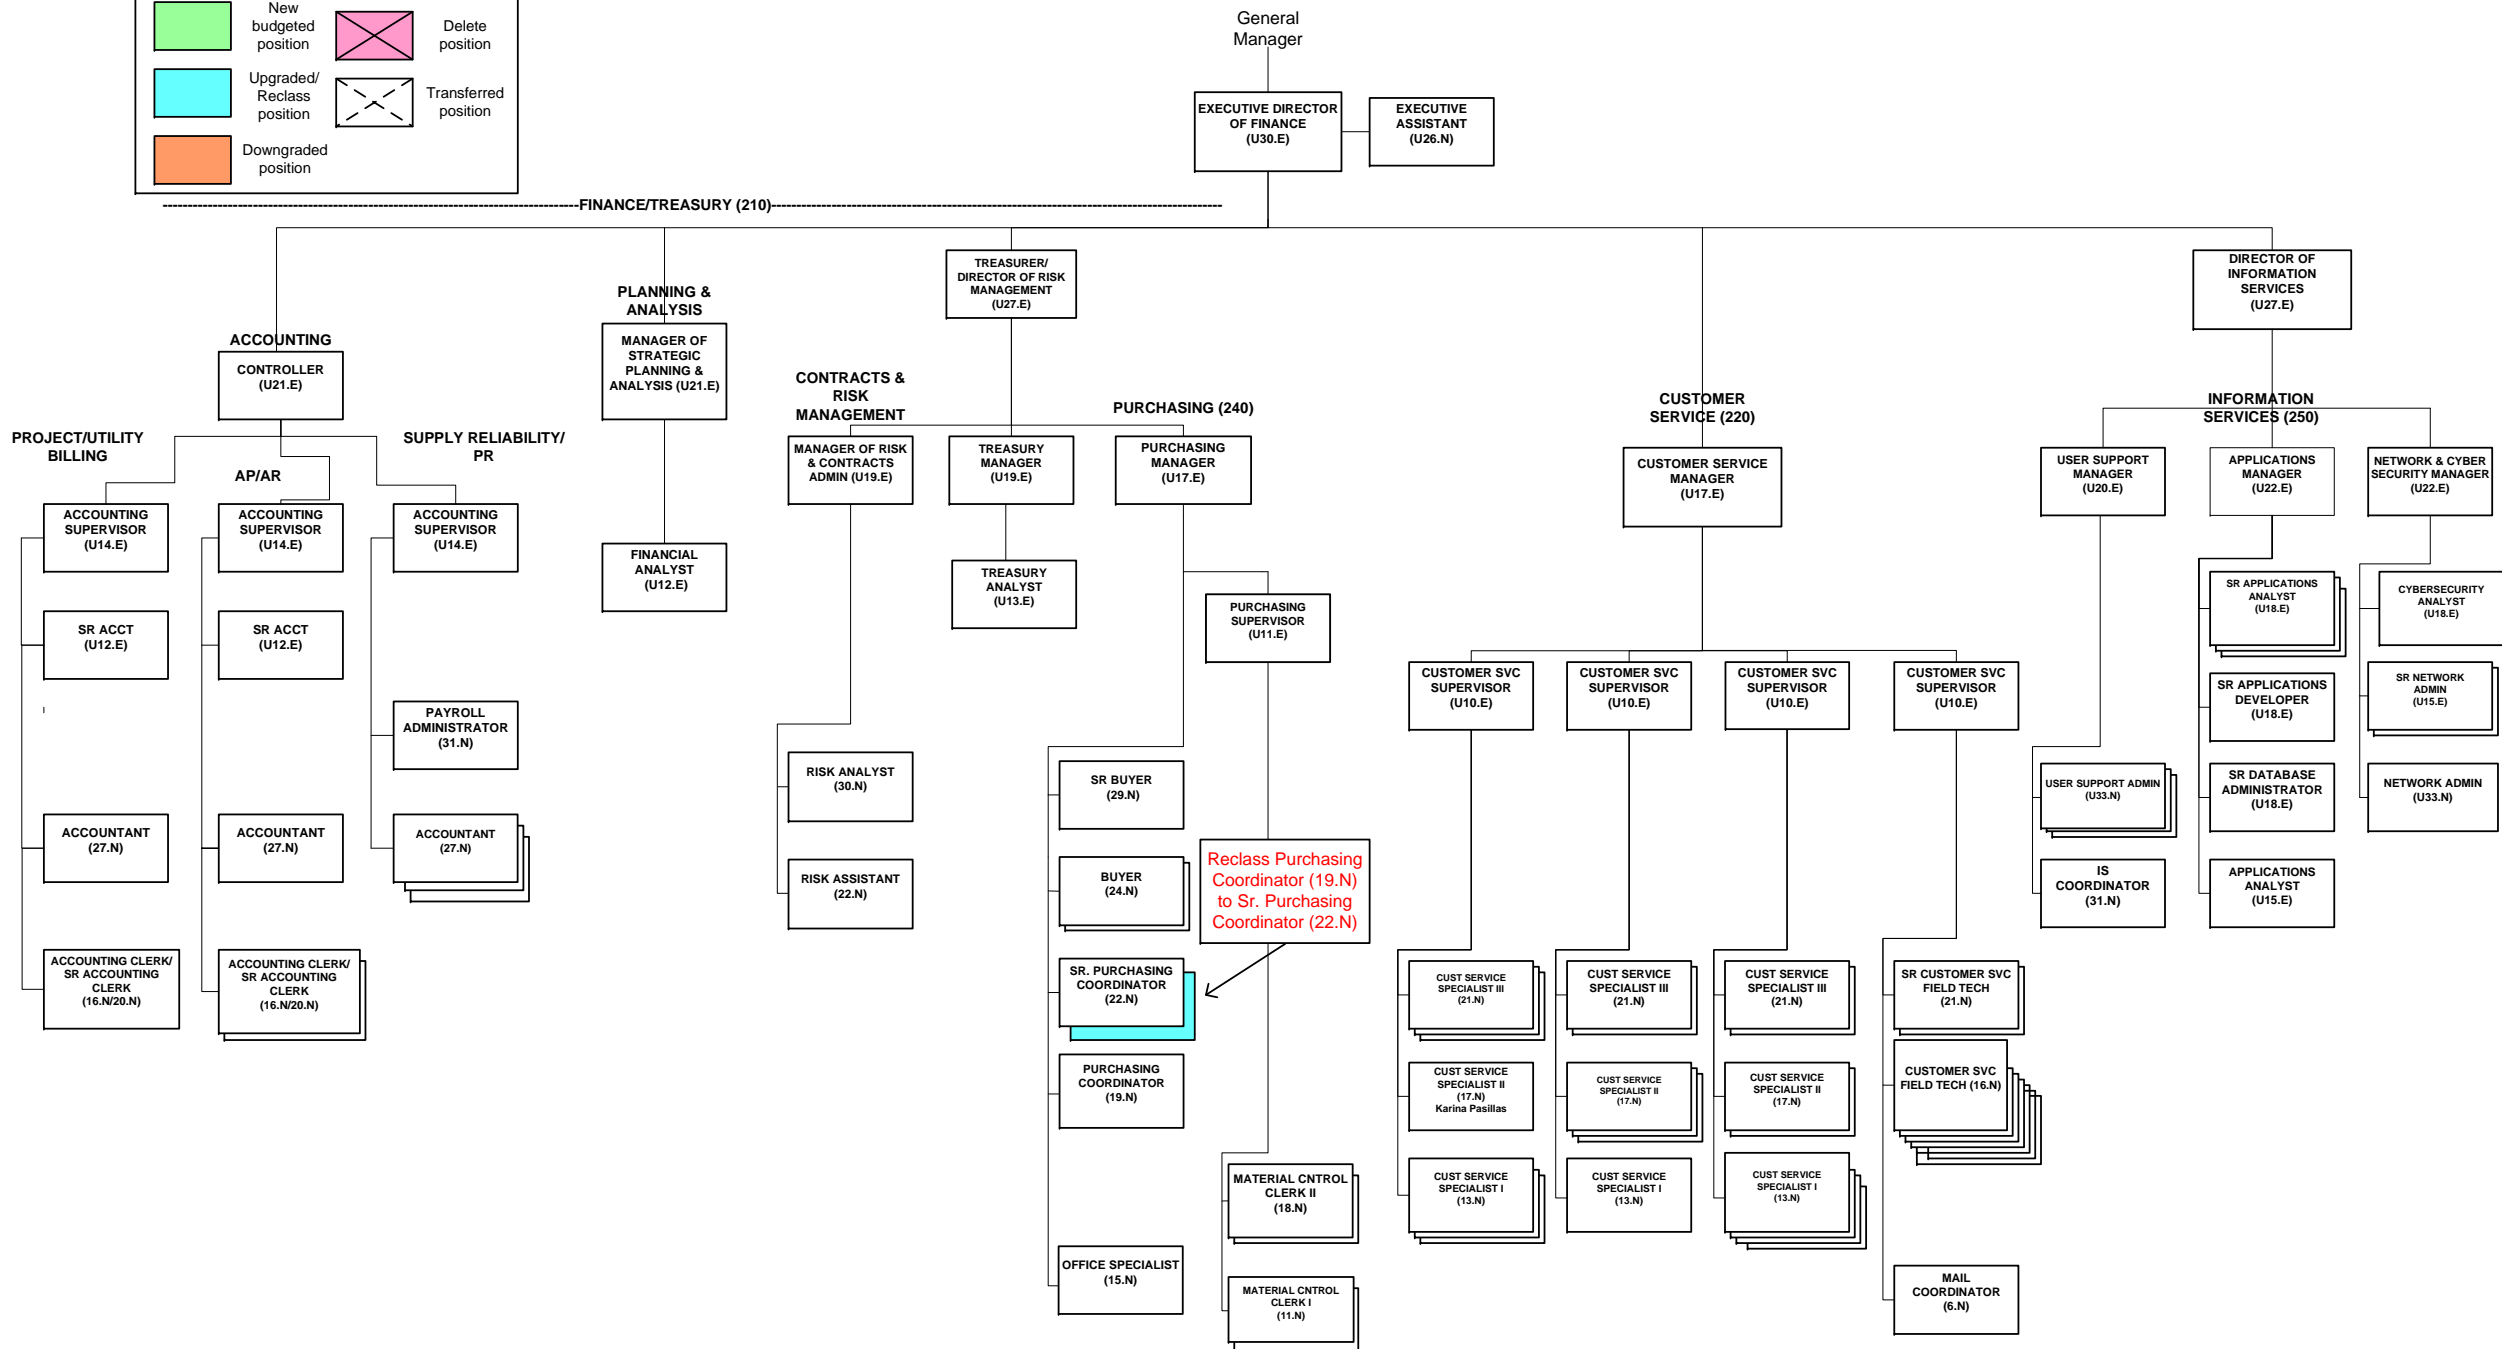 New
budgeted
position
Delete
position
Upgraded/
Reclass
position
Transferred
position
Downgraded
position
General
Manager
EXECUTIVE DIRECTOR
OF FINANCE
(U30.E)
EXECUTIVE
ASSISTANT
(U26.N)
FINANCE/TREASURY (210)
TREASURER/
DIRECTOR OF RISK
MANAGEMENT
(U27.E)
DIRECTOR OF
INFORMATION
SERVICES
(U27.E)
PLANNING &
ANALYSIS
MANAGER OF
STRATEGIC
PLANNING &
ANALYSIS (U21.E)
ACCOUNTING
CONTROLLER
(U21.E)
CONTRACTS &
RISK
MANAGEMENT
PURCHASING (240)
CUSTOMER
SERVICE (220)
INFORMATION
SERVICES (250)
PROJECT/UTILITY
BILLING
AP/AR
SUPPLY RELIABILITY/
PR
MANAGER OF RISK
& CONTRACTS
ADMIN (U19.E)
TREASURY
MANAGER
(U19.E)
PURCHASING
MANAGER
(U17.E)
CUSTOMER SERVICE
MANAGER
(U17.E)
USER SUPPORT
MANAGER
(U20.E)
APPLICATIONS
MANAGER
(U22.E)
NETWORK & CYBER
SECURITY MANAGER
(U22.E)
ACCOUNTING
SUPERVISOR
(U14.E)
ACCOUNTING
SUPERVISOR
(U14.E)
ACCOUNTING
SUPERVISOR
(U14.E)
FINANCIAL
ANALYST
(U12.E)
TREASURY
ANALYST
(U13.E)
PURCHASING
SUPERVISOR
(U11.E)
SR APPLICATIONS
ANALYST
(U18.E)
CYBERSECURITY
ANALYST
(U18.E)
SR ACCT
(U12.E)
SR ACCT
(U12.E)
CUSTOMER SVC
SUPERVISOR
(U10.E)
CUSTOMER SVC
SUPERVISOR
(U10.E)
CUSTOMER SVC
SUPERVISOR
(U10.E)
CUSTOMER SVC
SUPERVISOR
(U10.E)
SR APPLICATIONS
DEVELOPER
(U18.E)
SR NETWORK
ADMIN
(U15.E)
PAYROLL
ADMINISTRATOR
(31.N)
RISK ANALYST
(30.N)
SR BUYER
(29.N)
USER SUPPORT ADMIN
(U33.N)
SR DATABASE
ADMINISTRATOR
(U18.E)
NETWORK ADMIN
(U33.N)
ACCOUNTANT
(27.N)
ACCOUNTANT
(27.N)
ACCOUNTANT
(27.N)
RISK ASSISTANT
(22.N)
BUYER
(24.N)
Reclass Purchasing
Coordinator (19.N)
to Sr. Purchasing
Coordinator (22.N)
IS
COORDINATOR
(31.N)
APPLICATIONS
ANALYST
(U15.E)
ACCOUNTING CLERK/
SR ACCOUNTING
CLERK
(16.N/20.N)
ACCOUNTING CLERK/
SR ACCOUNTING
CLERK
(16.N/20.N)
SR. PURCHASING
COORDINATOR
(22.N)
CUST SERVICE
SPECIALIST III
(21.N)
CUST SERVICE
SPECIALIST III
(21.N)
CUST SERVICE
SPECIALIST III
(21.N)
SR CUSTOMER SVC
FIELD TECH
(21.N)
PURCHASING
COORDINATOR
(19.N)
CUST SERVICE
SPECIALIST II
(17.N)
Karina Pasillas
CUST SERVICE
SPECIALIST II
(17.N)
CUST SERVICE
SPECIALIST II
(17.N)
CUSTOMER SVC
FIELD TECH (16.N)
MATERIAL CNTROL
CLERK II
(18.N)
CUST SERVICE
SPECIALIST I
(13.N)
CUST SERVICE
SPECIALIST I
(13.N)
CUST SERVICE
SPECIALIST I
(13.N)
OFFICE SPECIALIST
(15.N)
MATERIAL CNTROL
CLERK I
(11.N)
MAIL
COORDINATOR
(6.N)